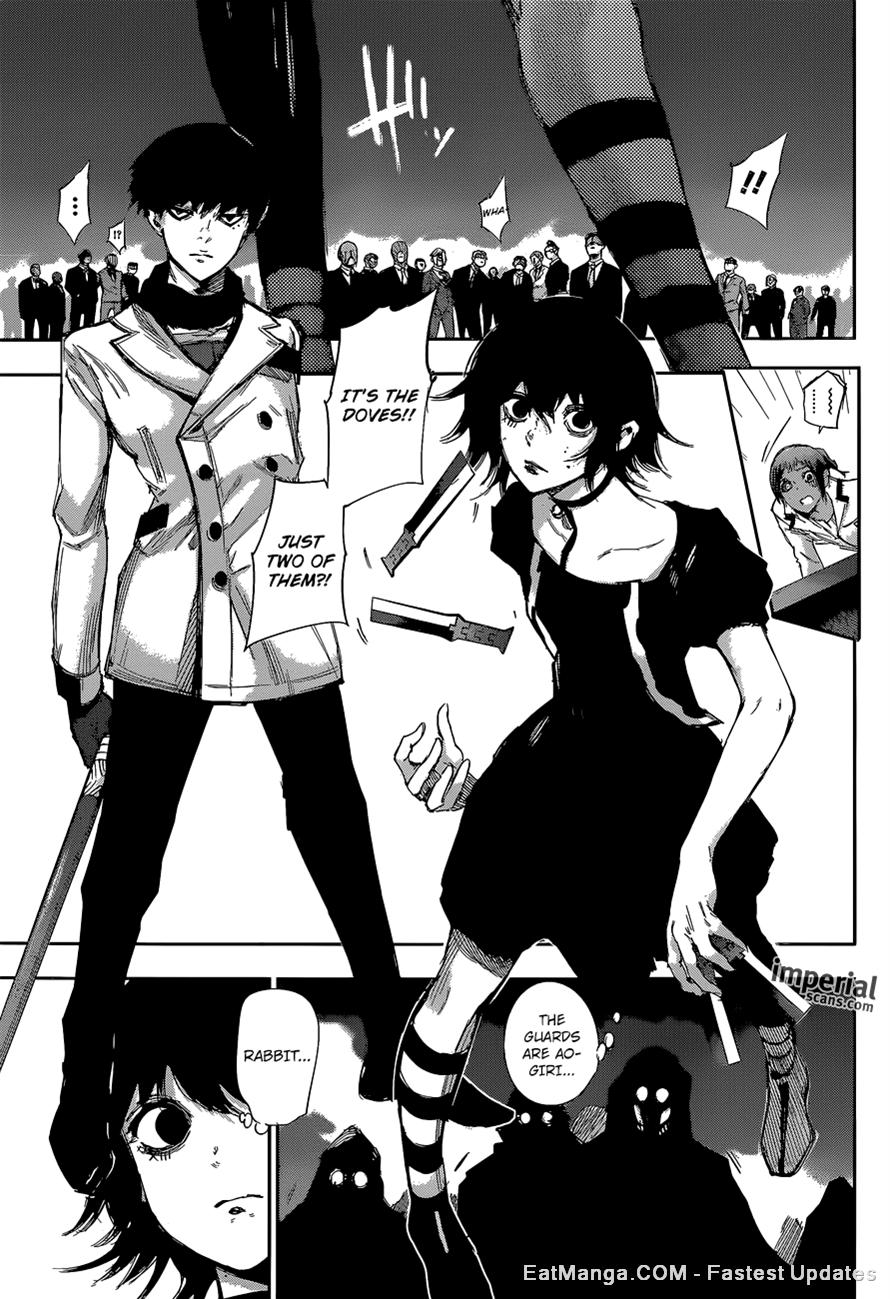 !!
WHA
!?
...
IT'S THE
DOVES!!
JUST
TWO OF
THEM?!
THE
GUARDS
ARE AO-
GIRI...
RABBIT...
XIII
imperial
scans.com
EatManga.COM - Fastest Updates